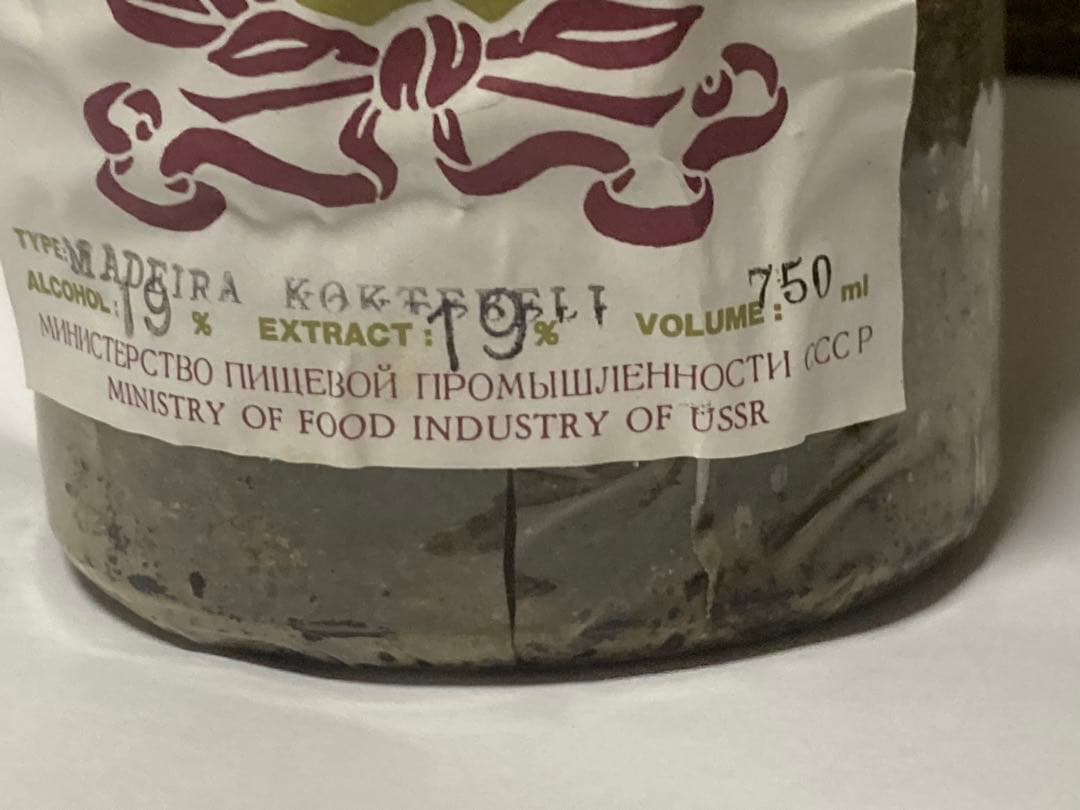 TYPE: MADEIRA KOKTEBELI
ALCOHOL: 19 % EXTRACT: 19 % VOLUME: 750 ml
МИНИСТЕРСТВО ПИЩЕВОЙ ПРОМЫШЛЕННОСТИ СССР
MINISTRY OF FOOD INDUSTRY OF USSR